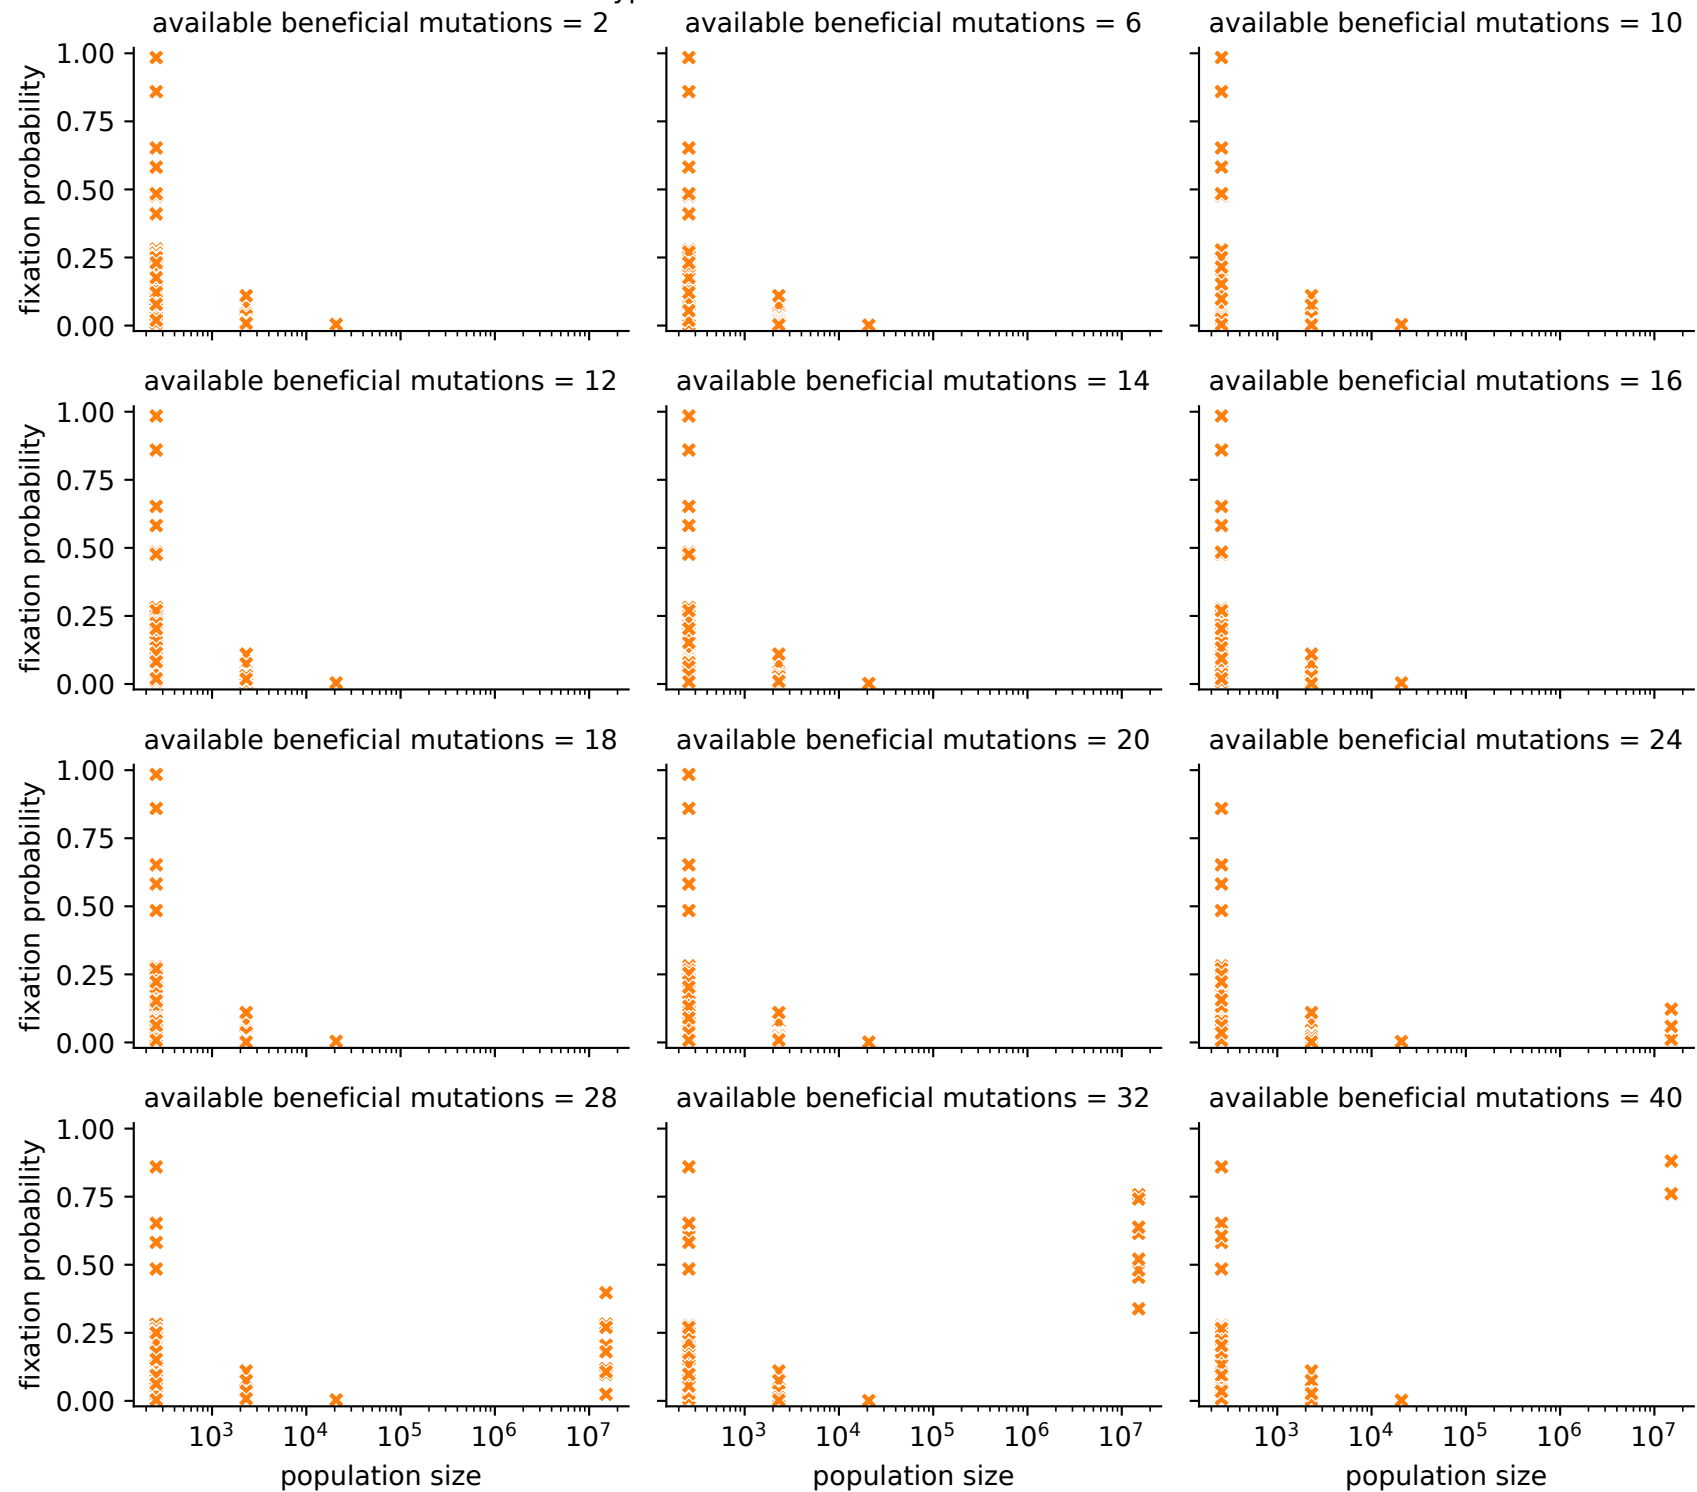 available beneficial mutations = 2
available beneficial mutations = 6
available beneficial mutations = 10
fixation probability
1.00
0.75
0.50
0.25
0.00
available beneficial mutations = 12
available beneficial mutations = 14
available beneficial mutations = 16
fixation probability
1.00
0.75
0.50
0.25
0.00
available beneficial mutations = 18
available beneficial mutations = 20
available beneficial mutations = 24
fixation probability
1.00
0.75
0.50
0.25
0.00
available beneficial mutations = 28
available beneficial mutations = 32
available beneficial mutations = 40
fixation probability
1.00
0.75
0.50
0.25
0.00
10³ 10⁴ 10⁵ 10⁶ 10⁷
10³ 10⁴ 10⁵ 10⁶ 10⁷
10³ 10⁴ 10⁵ 10⁶ 10⁷
population size
population size
population size